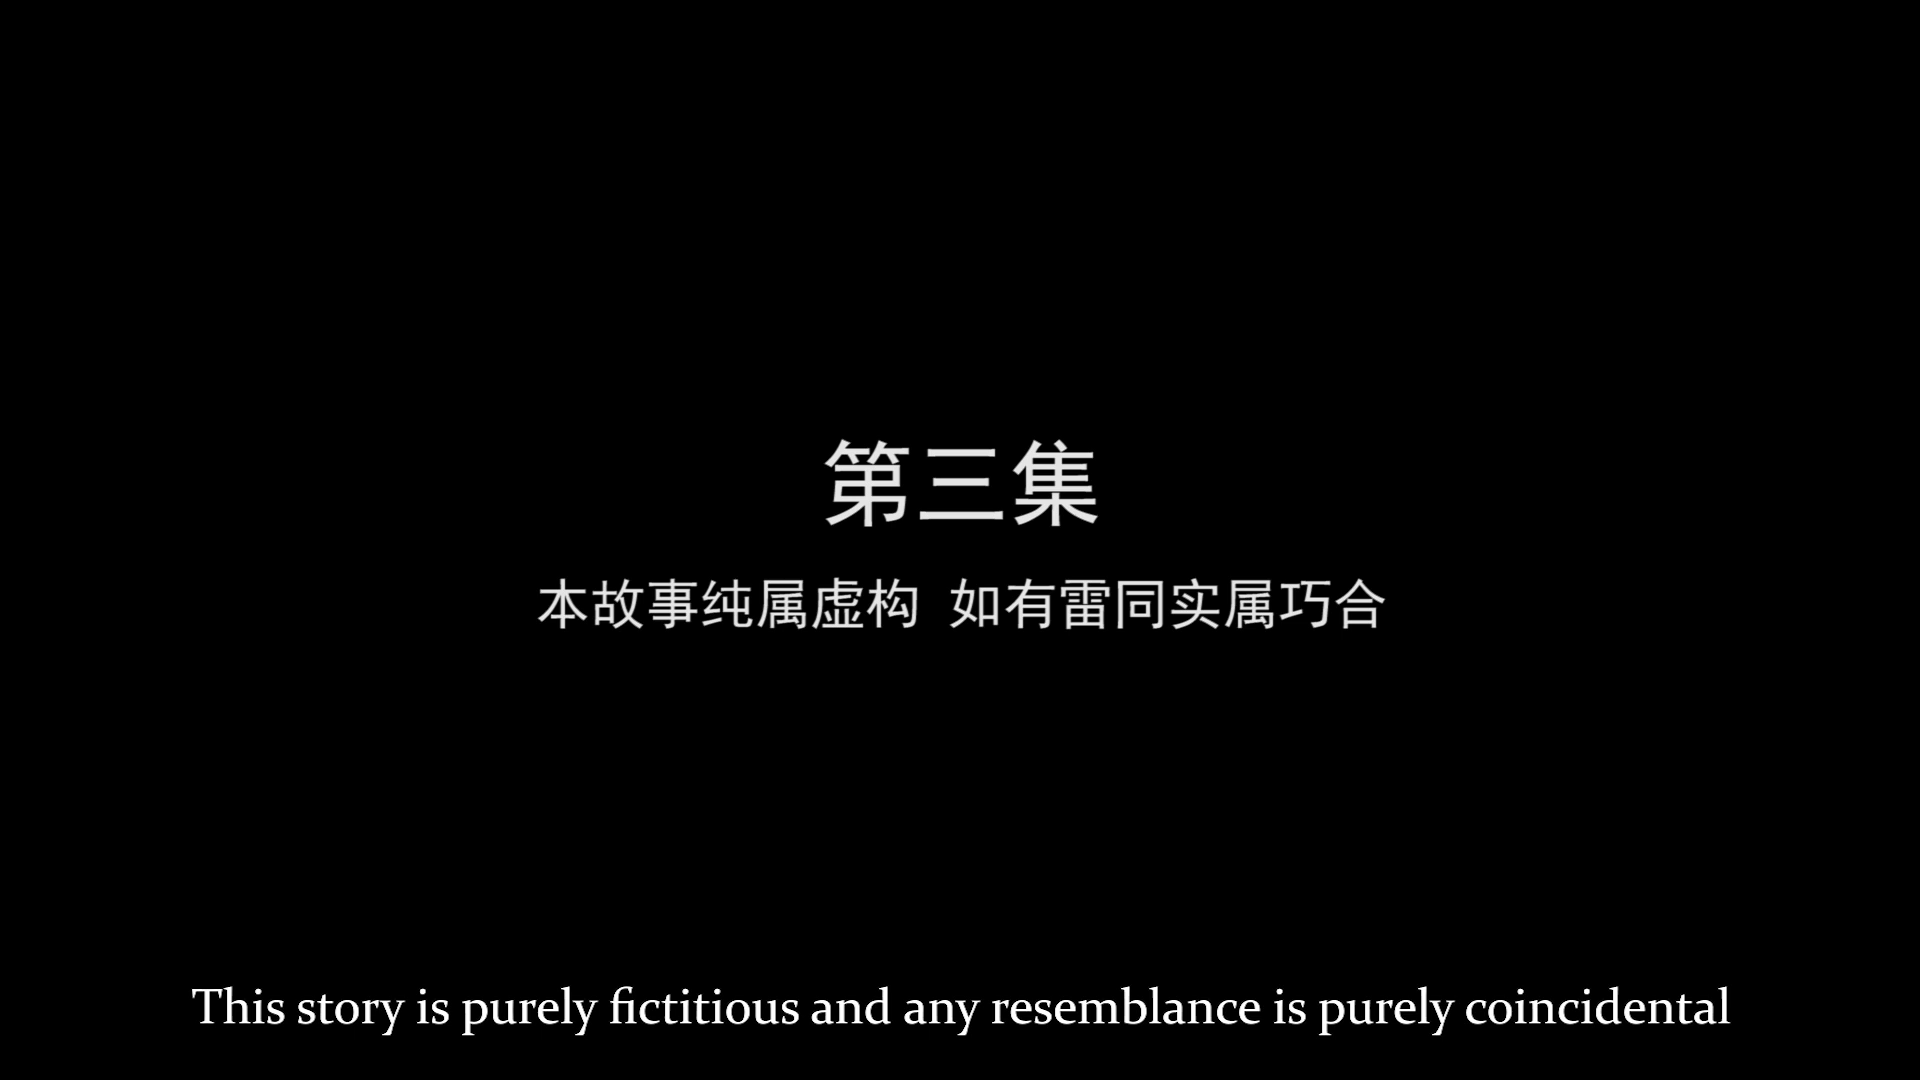 第三集
本故事纯属虚构 如有雷同实属巧合
This story is purely fictitious and any resemblance is purely coincidental